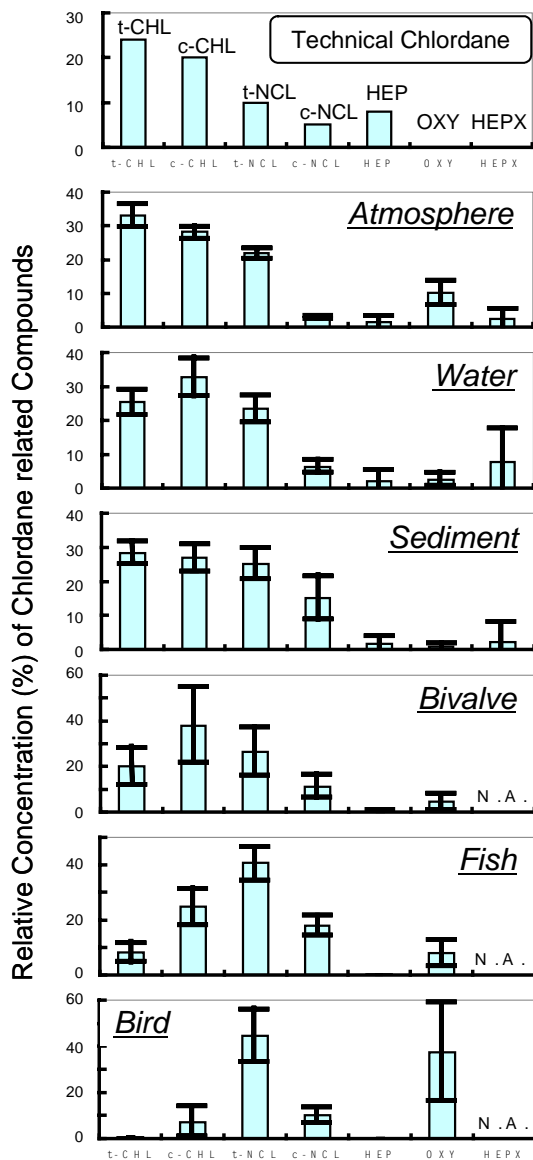 Relative Concentration (%) of Chlordane related Compounds
Technical Chlordane
30
20
10
0
t-CHL
c-CHL
t-NCL
c-NCL
HEP
OXY
HEPX
t-CHL c-CHL t-NCL c-NCL HEP OXY HEPX
Atmosphere
40
30
20
10
0
Water
40
30
20
10
0
Sediment
40
30
20
10
0
Bivalve
60
40
20
0
N.A.
Fish
40
20
0
N.A.
Bird
60
40
20
0
N.A.
t-CHL c-CHL t-NCL c-NCL HEP OXY HEPX